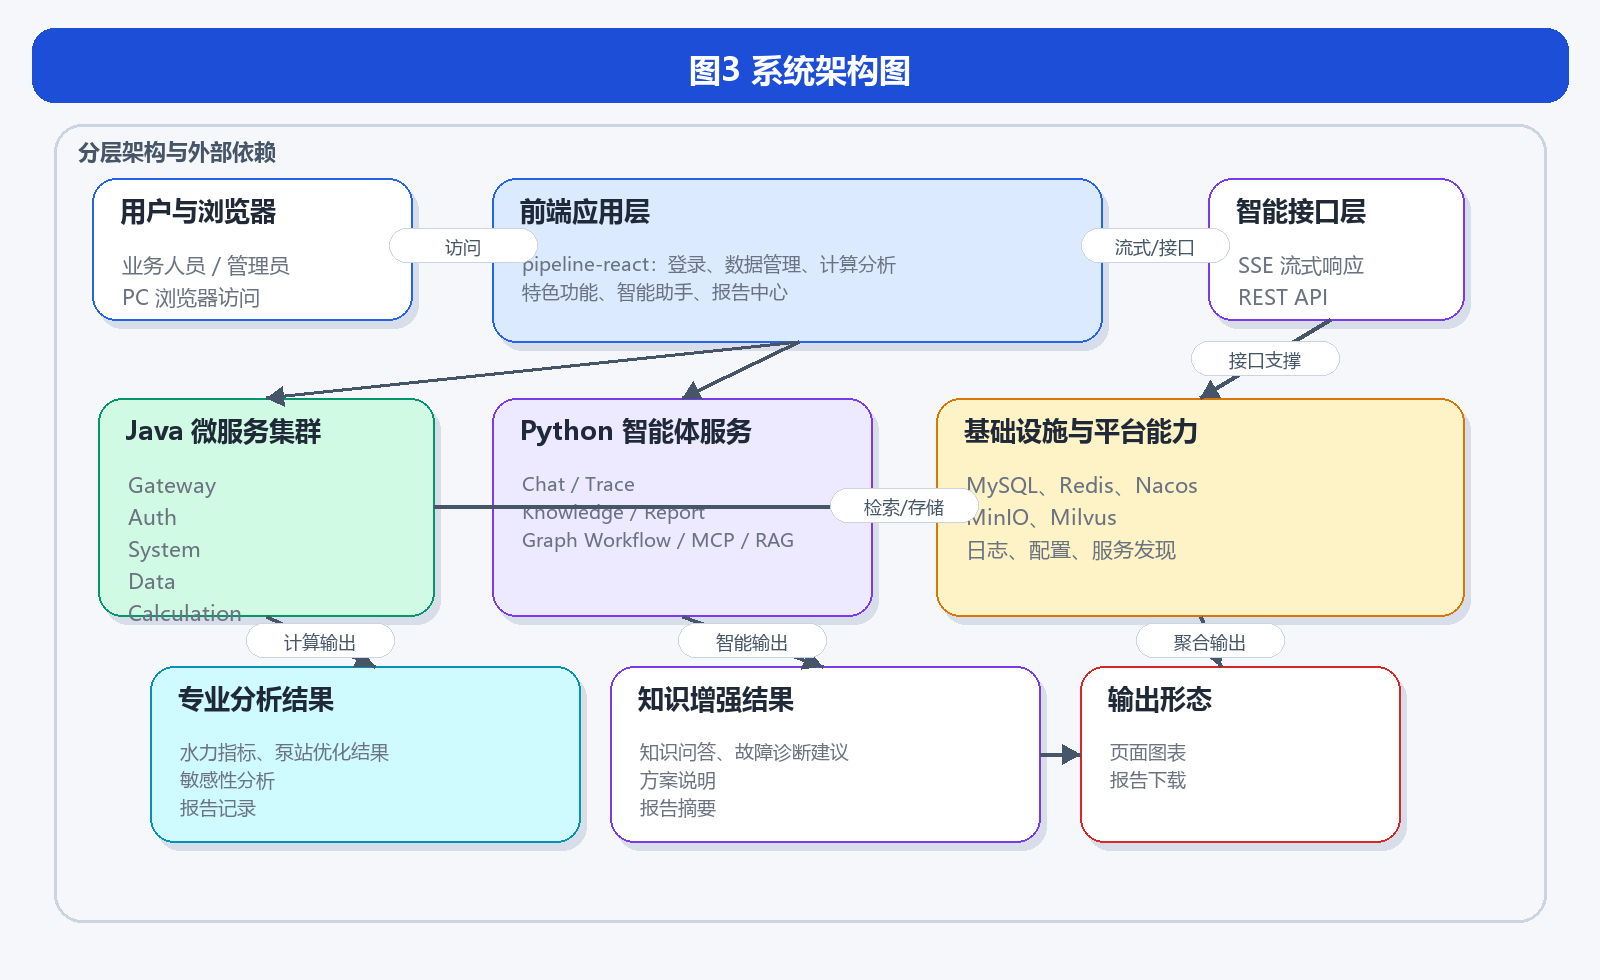 图3 系统架构图
分层架构与外部依赖
用户与浏览器
业务人员 / 管理员
PC 浏览器访问
访问
前端应用层
pipeline-react：登录、数据管理、计算分析
特色功能、智能助手、报告中心
流式/接口
智能接口层
SSE 流式响应
REST API
接口支撑
Java 微服务集群
Gateway
Auth
System
Data
Calculation
Python 智能体服务
Chat / Trace
Knowledge / Report
Graph Workflow / MCP / RAG
检索/存储
基础设施与平台能力
MySQL、Redis、Nacos
MinIO、Milvus
日志、配置、服务发现
计算输出
智能输出
聚合输出
专业分析结果
水力指标、泵站优化结果
敏感性分析
报告记录
知识增强结果
知识问答、故障诊断建议
方案说明
报告摘要
输出形态
页面图表
报告下载